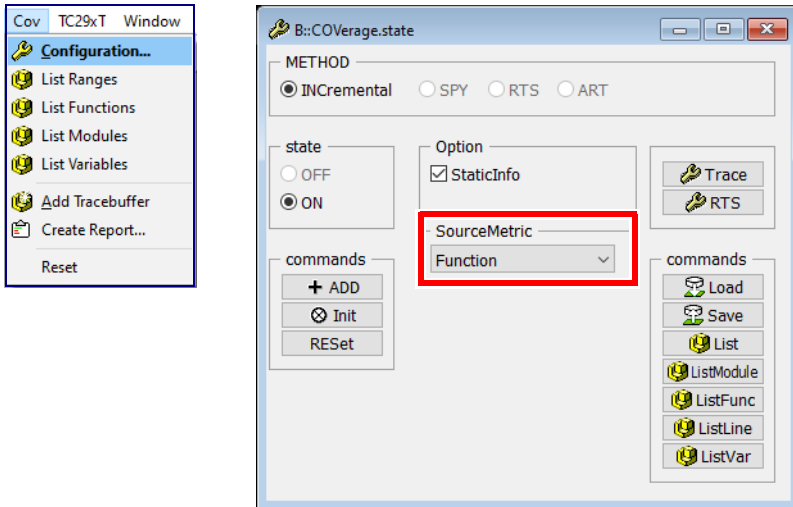 Cov TC29xT Window
Configuration...
List Ranges
List Functions
List Modules
List Variables
Add Tracebuffer
Create Report...
Reset
B::COVerage.state
METHOD
INCremental SPY RTS ART
state
OFF
ON
Option
StaticInfo
Trace
RTS
SourceMetric
Function
commands
ADD
Init
RESet
commands
Load
Save
List
ListModule
ListFunc
ListLine
ListVar